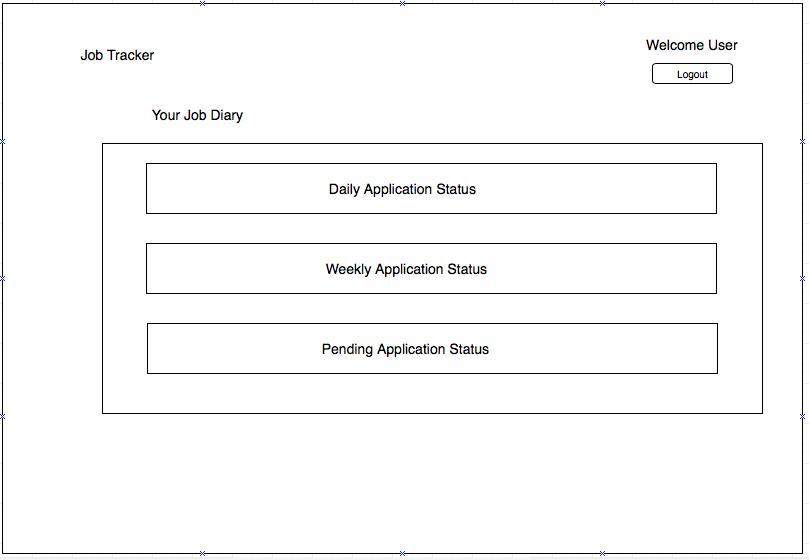 Job Tracker
Welcome User
Logout
Your Job Diary
Daily Application Status
Weekly Application Status
Pending Application Status